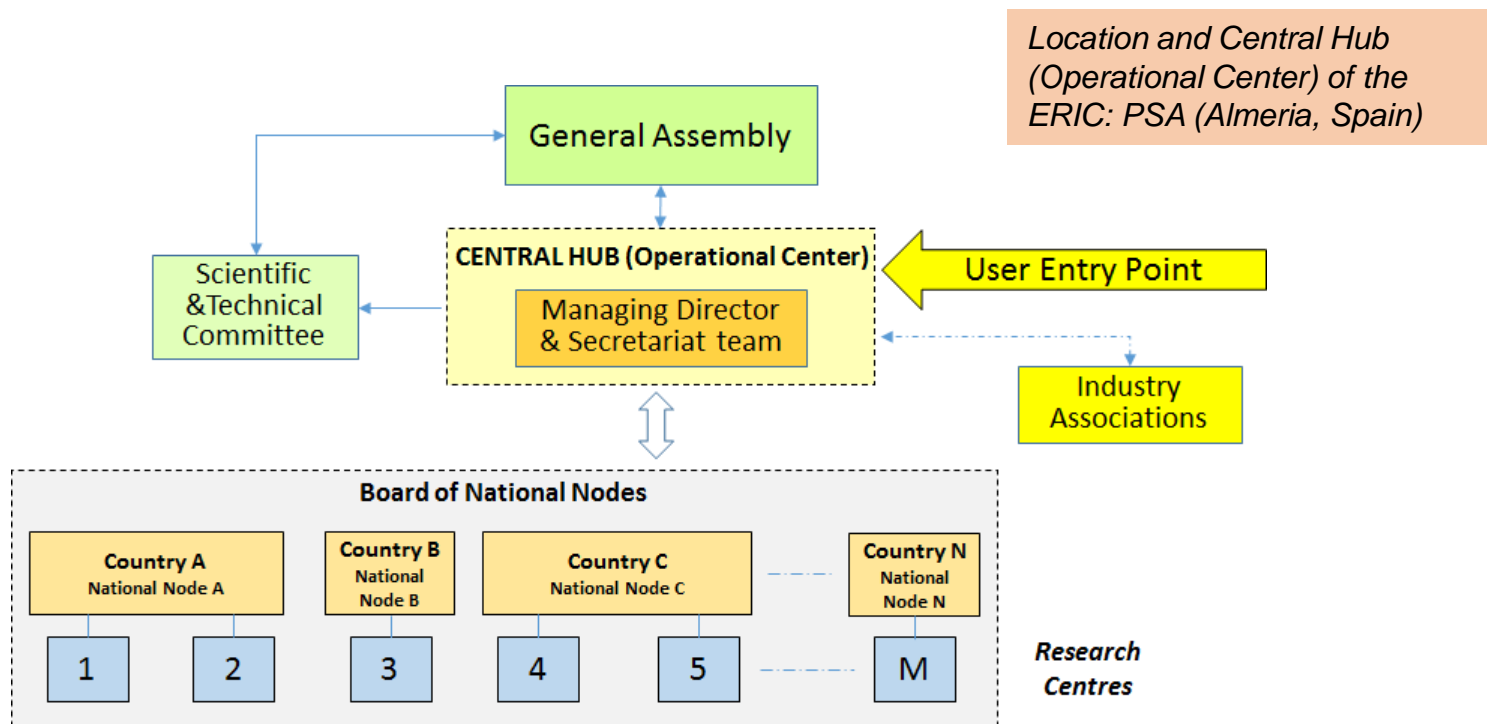 Location and Central Hub
(Operational Center) of the
ERIC: PSA (Almeria, Spain)
General Assembly
CENTRAL HUB (Operational Center)
Managing Director
& Secretariat team
User Entry Point
Scientific
&Technical
Committee
Industry
Associations
Board of National Nodes
Country A
National Node A
Country B
National
Node B
Country C
National Node C
Country N
National
Node N
1
2
3
4
5
M
Research
Centres